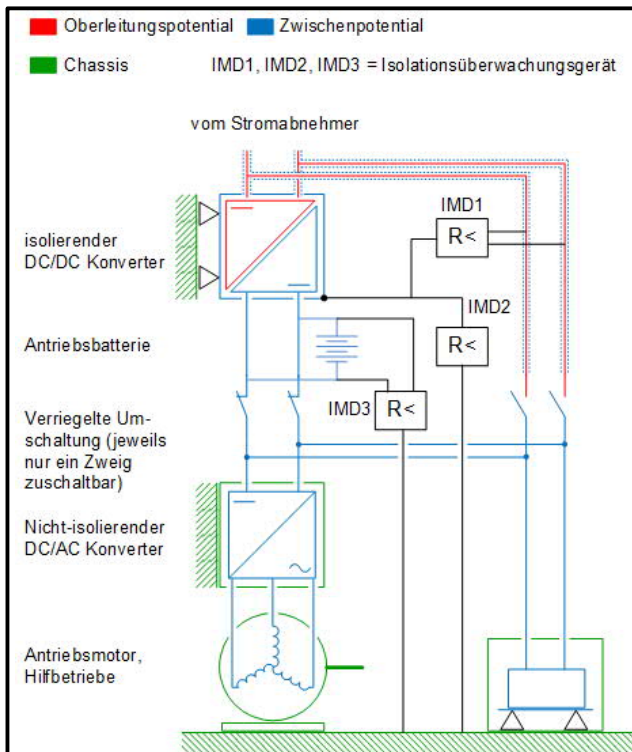 Oberleitungspotential Zwischenpotential
Chassis IMD1, IMD2, IMD3 = Isolationsüberwachungsgerät
vom Stromabnehmer
IMD1
R<
isolierender
DC/DC Konverter
IMD2
R<
Antriebsbatterie
IMD3
R<
Verriegelte Um-
schaltung (jeweils
nur ein Zweig
zuschaltbar)
Nicht-isolierender
DC/AC Konverter
Antriebsmotor,
Hilfbetriebe